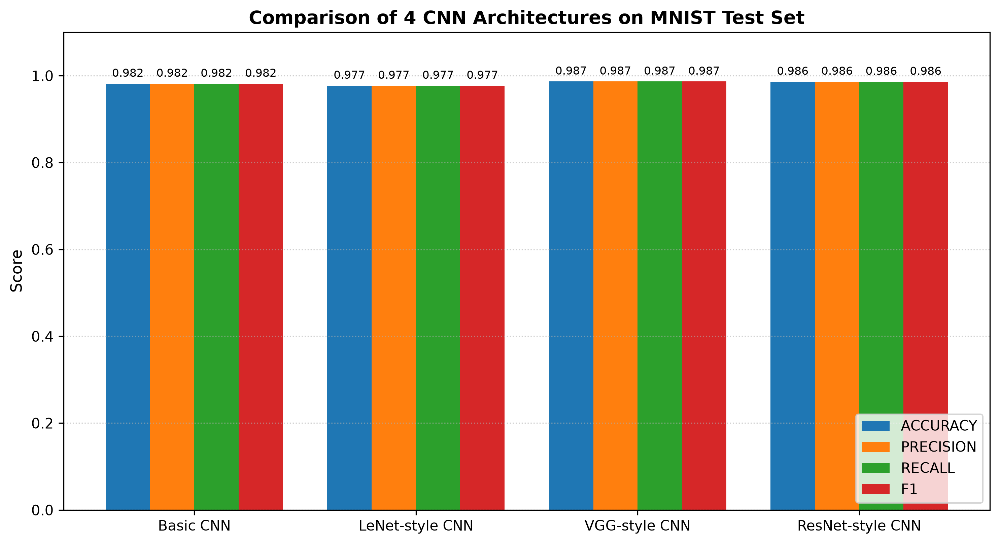 Comparison of 4 CNN Architectures on MNIST Test Set
0.982 0.982 0.982 0.982 0.977 0.977 0.977 0.977 0.987 0.987 0.987 0.987 0.986 0.986 0.986 0.986
1.0
0.8
0.6
0.4
0.2
0.0
Score
ACCURACY
PRECISION
RECALL
F1
Basic CNN LeNet-style CNN VGG-style CNN ResNet-style CNN